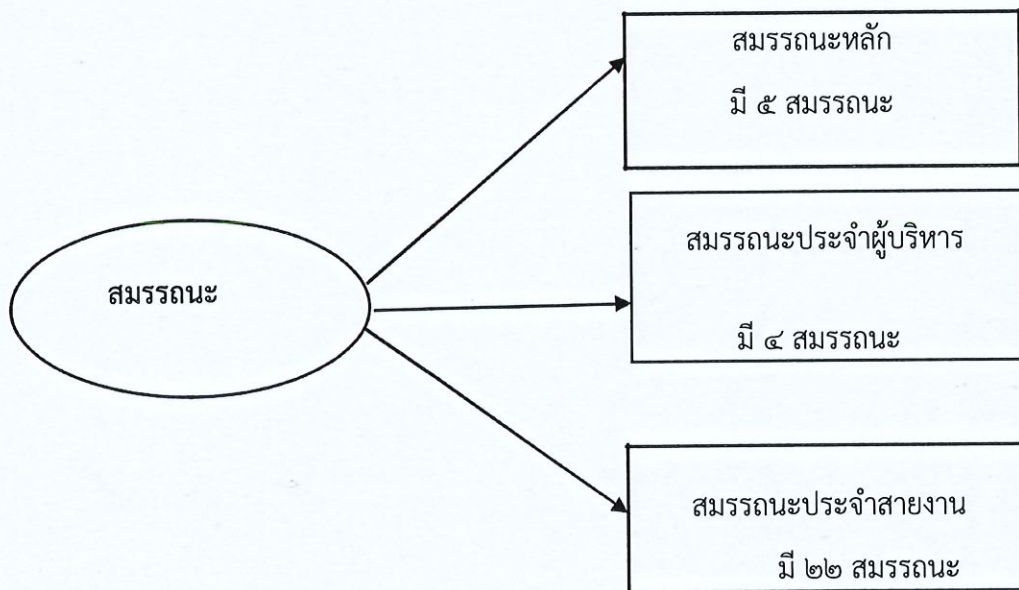 สมรรถนะหลัก
มี ๕ สมรรถนะ
สมรรถนะประจำผู้บริหาร
มี ๔ สมรรถนะ
สมรรถนะ
สมรรถนะประจำสายงาน
มี ๒๒ สมรรถนะ